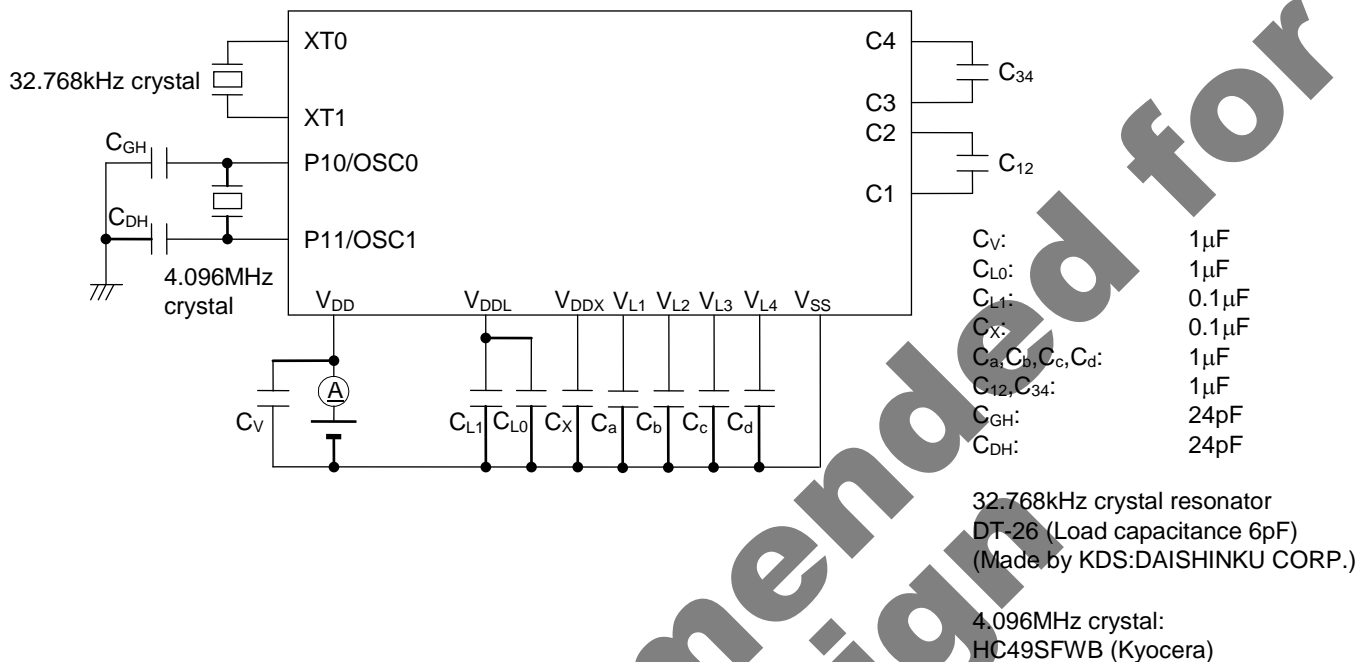 XT0
32.768kHz crystal
XT1
CGH
P10/OSC0
CDH
P11/OSC1
4.096MHz
crystal
C4
C34
C3
C2
C12
C1
VDD
VDDL
VDDX
VL1
VL2
VL3
VL4
VSS
A
CV
CL1
CL0
CX
Ca
Cb
Cc
Cd
CV: 1μF
CL0: 1μF
CL1: 0.1μF
CX: 0.1μF
Ca,Cb,Cc,Cd: 1μF
C12,C34: 1μF
CGH: 24pF
CDH: 24pF
32.768kHz crystal resonator
DT-26 (Load capacitance 6pF)
(Made by KDS:DAISHINKU CORP.)
4.096MHz crystal:
HC49SFWB (Kyocera)
mended for
ign